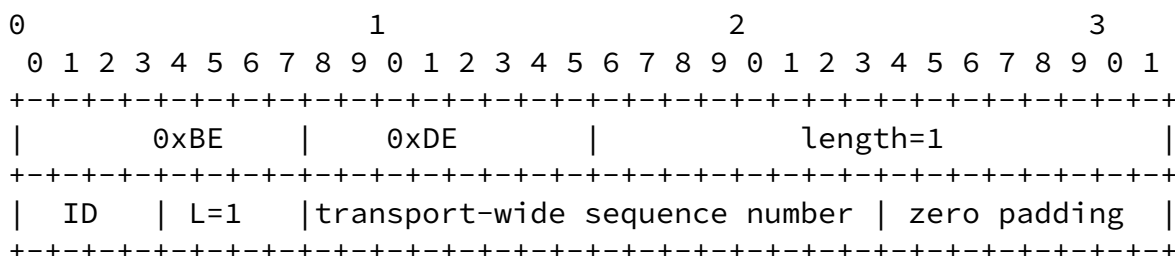 0                   1                   2                   3
 0 1 2 3 4 5 6 7 8 9 0 1 2 3 4 5 6 7 8 9 0 1 2 3 4 5 6 7 8 9 0 1
+-+-+-+-+-+-+-+-+-+-+-+-+-+-+-+-+-+-+-+-+-+-+-+-+-+-+-+-+-+-+-+-+
|       0xBE    |    0xDE       |           length=1            |
+-+-+-+-+-+-+-+-+-+-+-+-+-+-+-+-+-+-+-+-+-+-+-+-+-+-+-+-+-+-+-+-+
|  ID   | L=1   |transport-wide sequence number | zero padding  |
+-+-+-+-+-+-+-+-+-+-+-+-+-+-+-+-+-+-+-+-+-+-+-+-+-+-+-+-+-+-+-+-+